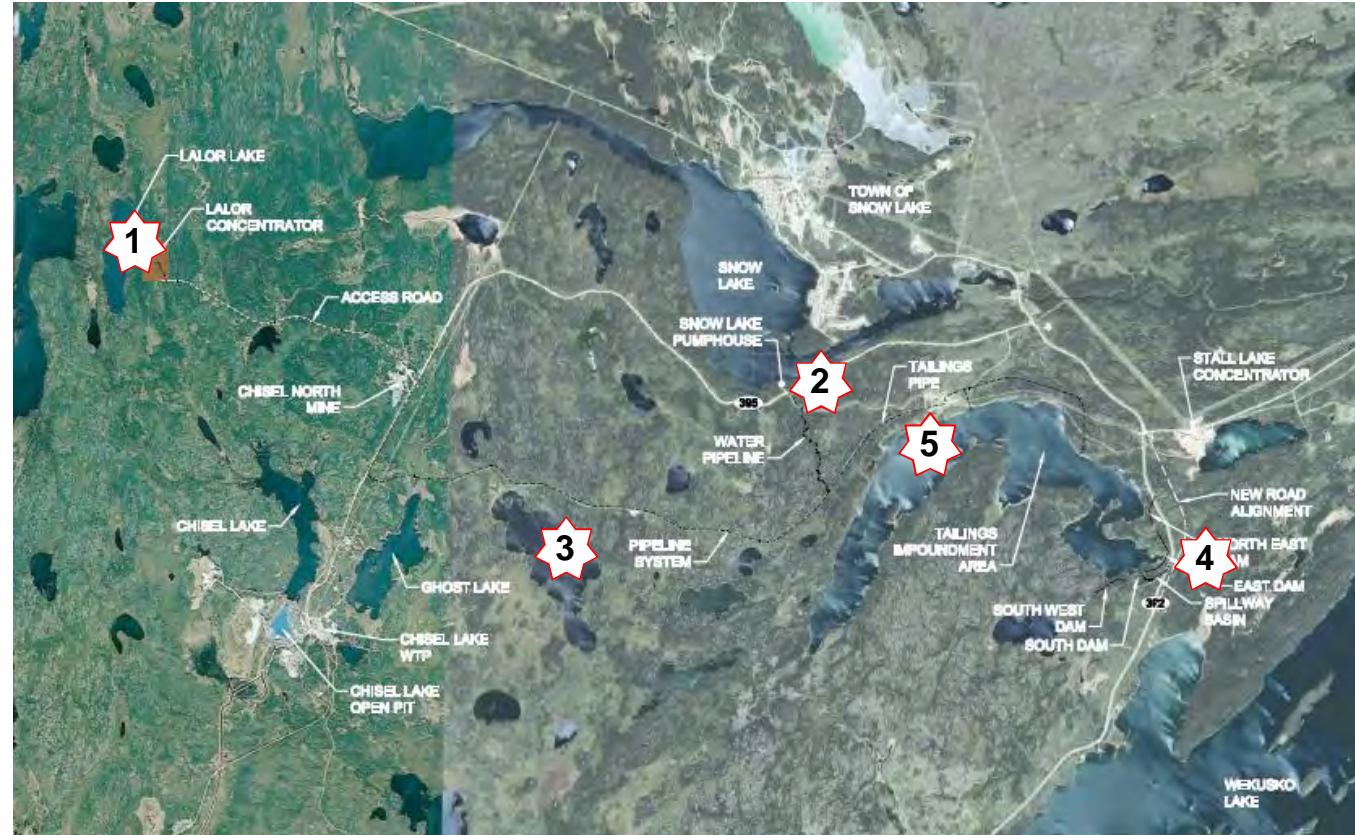 LALOR LAKE
LALOR
CONCENTRATOR
1
ACCESS ROAD
CHISEL NORTH
MINE
TOWN OF
SNOW LAKE
SNOW
LAKE
SNOW LAKE
PUMPHOUSE
2
395
TAILINGS
PIPE
STALL LAKE
CONCENTRATOR
WATER
PIPELINE
5
CHISEL LAKE
GHOST LAKE
3
PIPELINE
SYSTEM
TAILINGS
IMPOUNDMENT
AREA
NEW ROAD
ALIGNMENT
4
EAST
EAST DAM
SPILLWAY
BASIN
392
SOUTH WEST
DAM
SOUTH DAM
CHISEL LAKE
WTP
CHISEL LAKE
OPEN PIT
WEKUSKO
LAKE